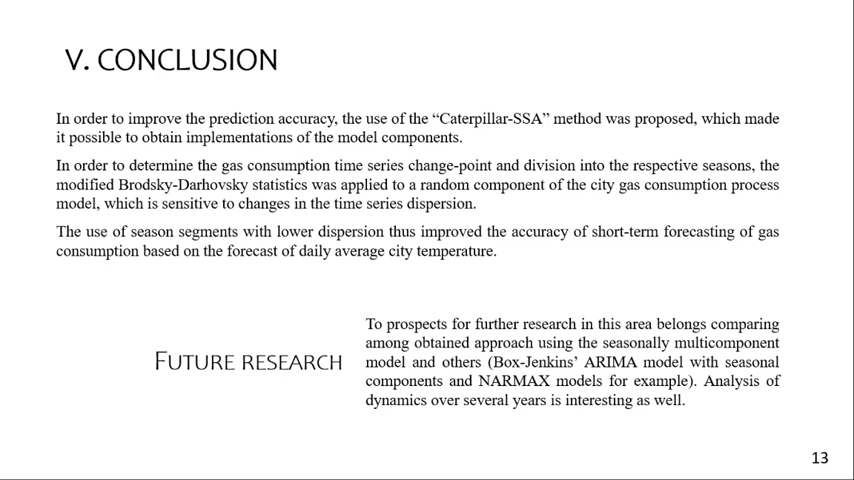 V. CONCLUSION
In order to improve the prediction accuracy, the use of the “Caterpillar-SSA” method was proposed, which made
it possible to obtain implementations of the model components.
In order to determine the gas consumption time series change-point and division into the respective seasons, the
modified Brodsky-Darhovsky statistics was applied to a random component of the city gas consumption process
model, which is sensitive to changes in the time series dispersion.
The use of season segments with lower dispersion thus improved the accuracy of short-term forecasting of gas
consumption based on the forecast of daily average city temperature.
FUTURE RESEARCH
To prospects for further research in this area belongs comparing
among obtained approach using the seasonally multicomponent
model and others (Box-Jenkins’ ARIMA model with seasonal
components and NARMAX models for example). Analysis of
dynamics over several years is interesting as well.
13